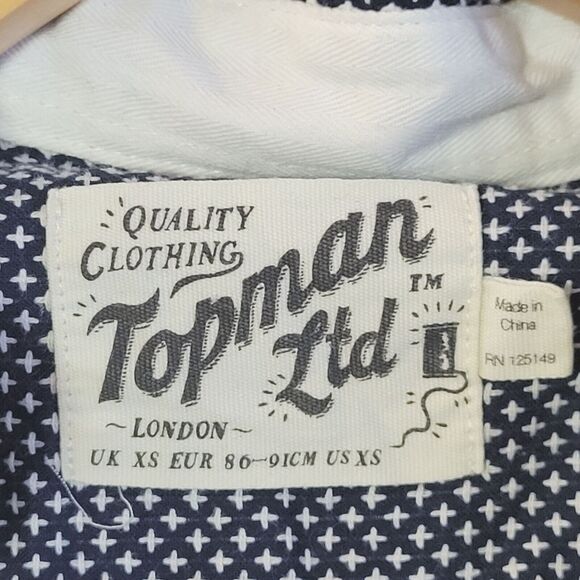 QUALITY
CLOTHING
Topman
Ltd
TM
~LONDON~
UK XS EUR 86-91CM US XS
Made in
China
RN 125149